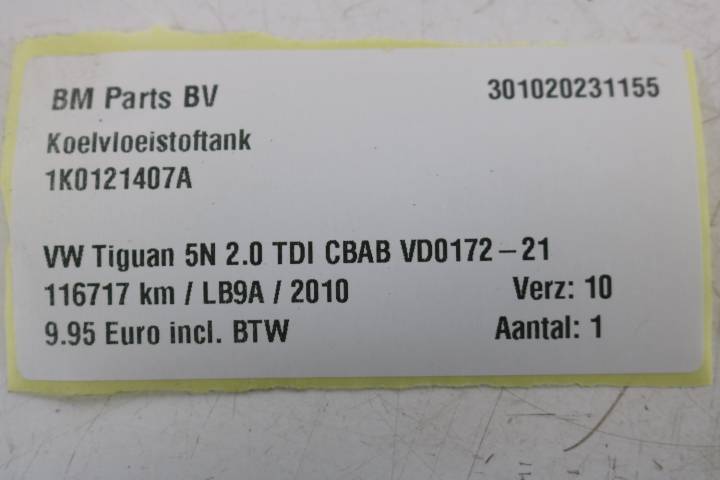 BM Parts BV 301020231155
Koelvloeistoftank
1K0121407A
VW Tiguan 5N 2.0 TDI CBAB VD0172-21
116717 km / LB9A / 2010 Verz: 10
9.95 Euro incl. BTW Aantal: 1